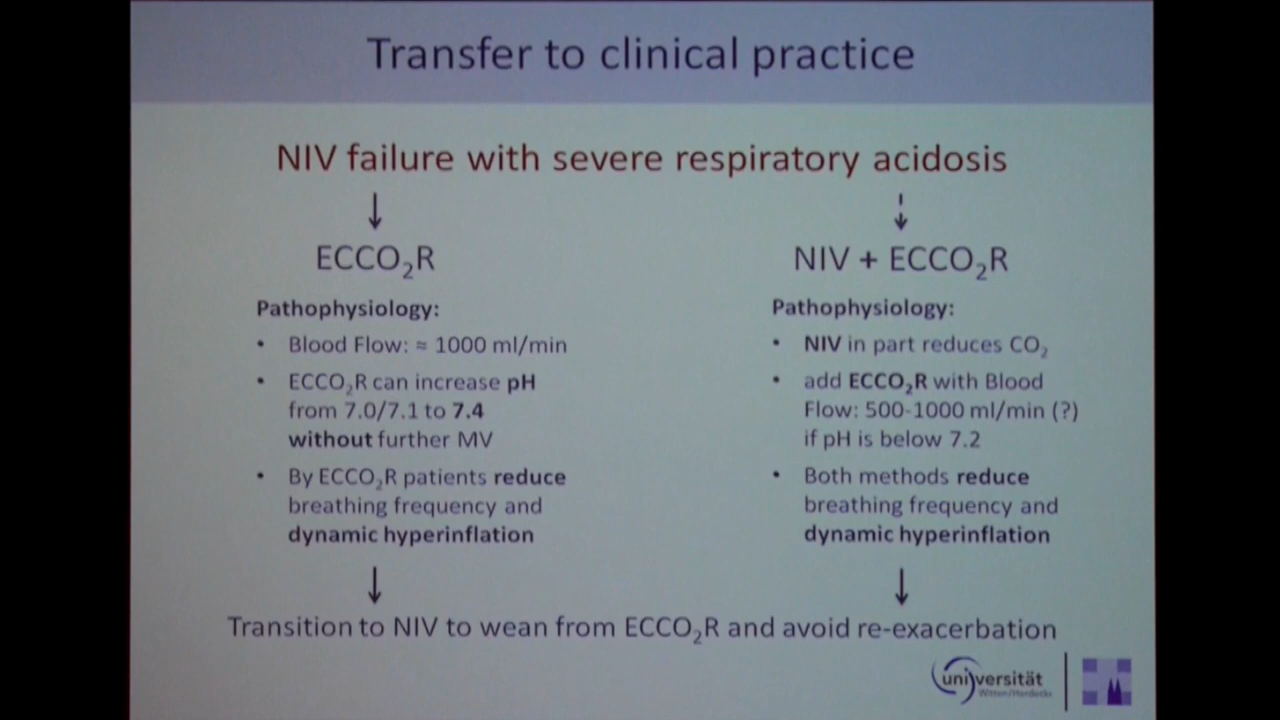 Transfer to clinical practice
NIV failure with severe respiratory acidosis
ECCO₂R
Pathophysiology:
• Blood Flow: ≈ 1000 ml/min
• ECCO₂R can increase pH
from 7.0/7.1 to 7.4
without further MV
• By ECCO₂R patients reduce
breathing frequency and
dynamic hyperinflation
NIV + ECCO₂R
Pathophysiology:
• NIV in part reduces CO₂
• add ECCO₂R with Blood
Flow: 500-1000 ml/min (?)
if pH is below 7.2
• Both methods reduce
breathing frequency and
dynamic hyperinflation
Transition to NIV to wean from ECCO₂R and avoid re-exacerbation
universität
Witten/Herdecke